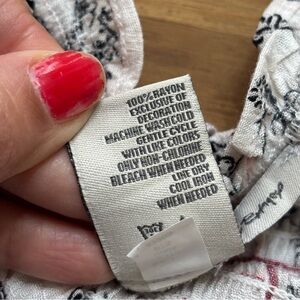 100% RAYON
EXCLUSIVE OF
DECORATION
MACHINE WASH COLD
GENTLE CYCLE
WITH LIKE COLORS
ONLY NON-CHLORINE
BLEACH WHEN NEEDED
LINE DRY
COOL IRON
WHEN NEEDED